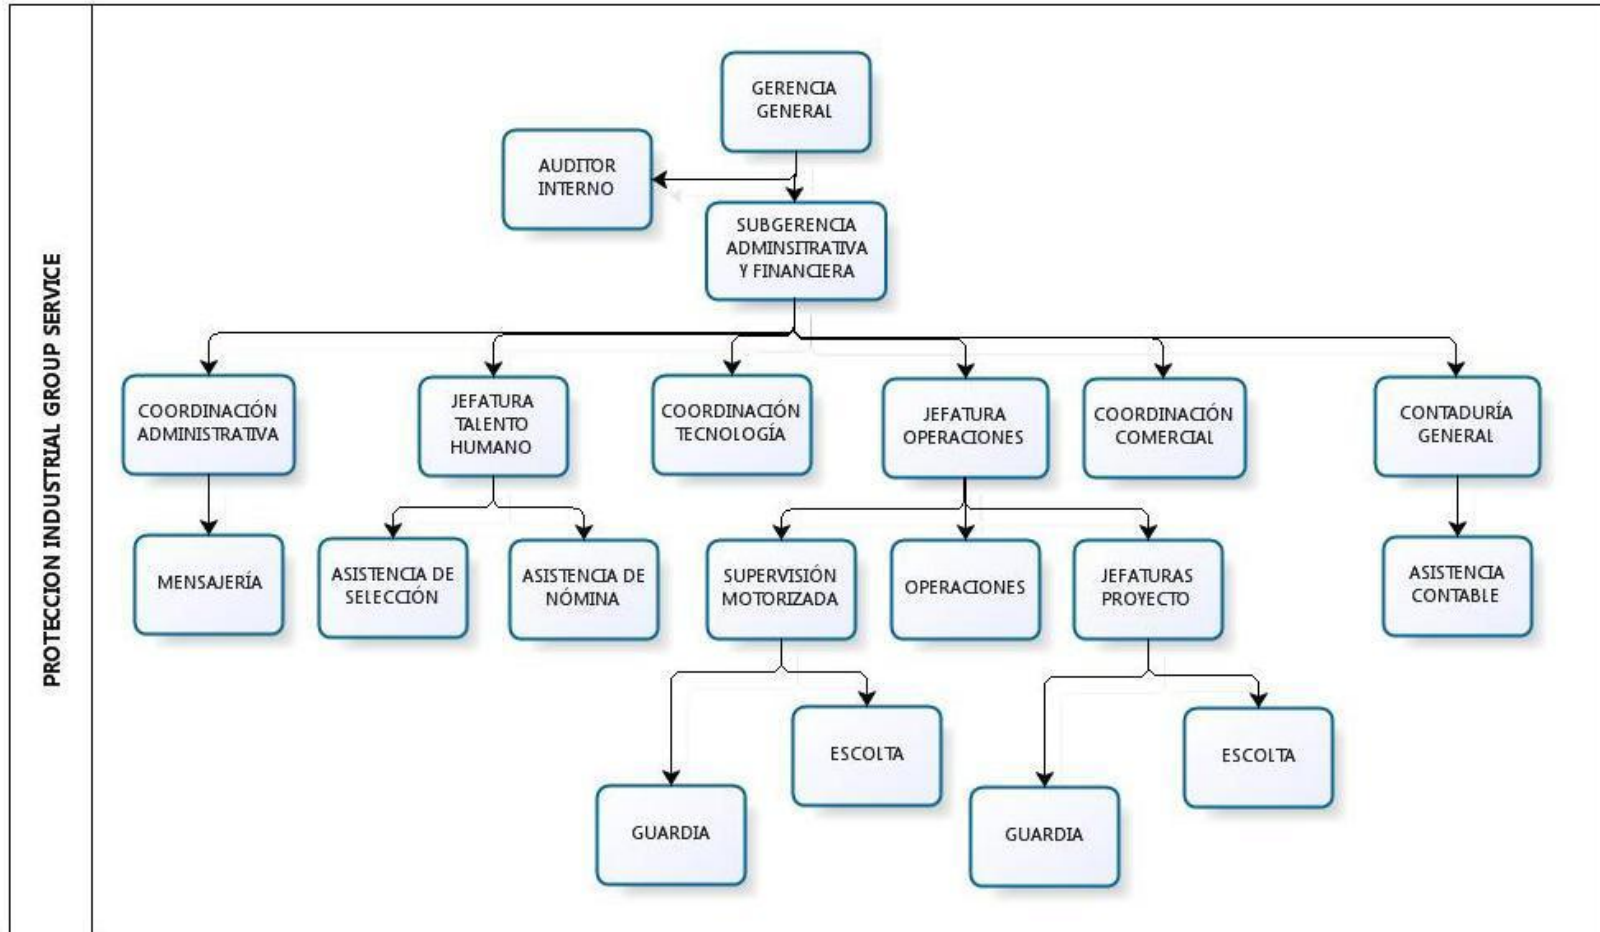 PROTECCION INDUSTRIAL GROUP SERVICE
GERENCIA
GENERAL
AUDITOR
INTERNO
SUBGERENCIA
ADMINSITRATIVA
Y FINANCIERA
COORDINACIÓN
ADMINISTRATIVA
JEFATURA
TALENTO
HUMANO
COORDINACIÓN
TECNOLOGÍA
JEFATURA
OPERACIONES
COORDINACIÓN
COMERCIAL
CONTADURÍA
GENERAL
MENSAJERÍA
ASISTENCIA DE
SELECCIÓN
ASISTENCIA DE
NÓMINA
SUPERVISIÓN
MOTORIZADA
OPERACIONES
JEFATURAS
PROYECTO
ASISTENCIA
CONTABLE
ESCOLTA
ESCOLTA
GUARDIA
GUARDIA